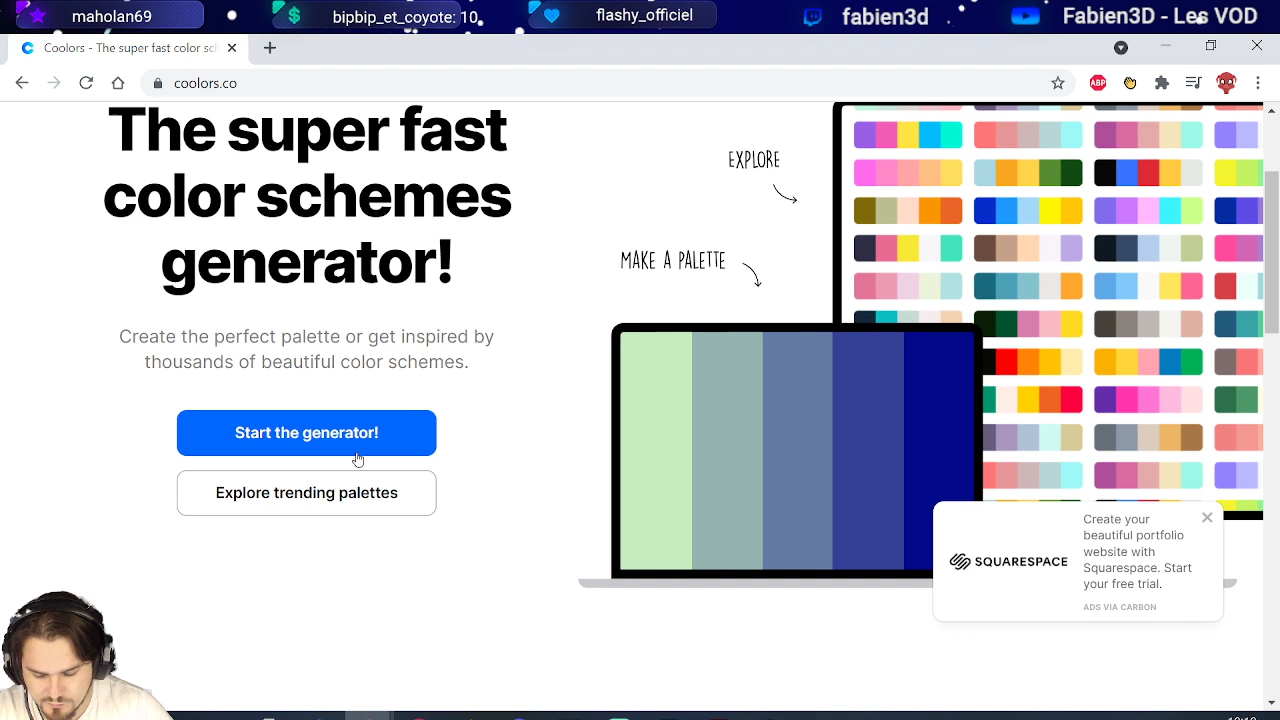 maholan69
bipbip_et_coyote: 10
flashy_officiel
fabien3d
Fabien3D - Les VOD
Coolors - The super fast color sch
coolors.co
ABP
The super fast
color schemes
generator!
EXPLORE
MAKE A PALETTE
Create the perfect palette or get inspired by
thousands of beautiful color schemes.
Start the generator!
Explore trending palettes
SQUARESPACE
Create your
beautiful portfolio
website with
Squarespace. Start
your free trial.
ADS VIA CARBON